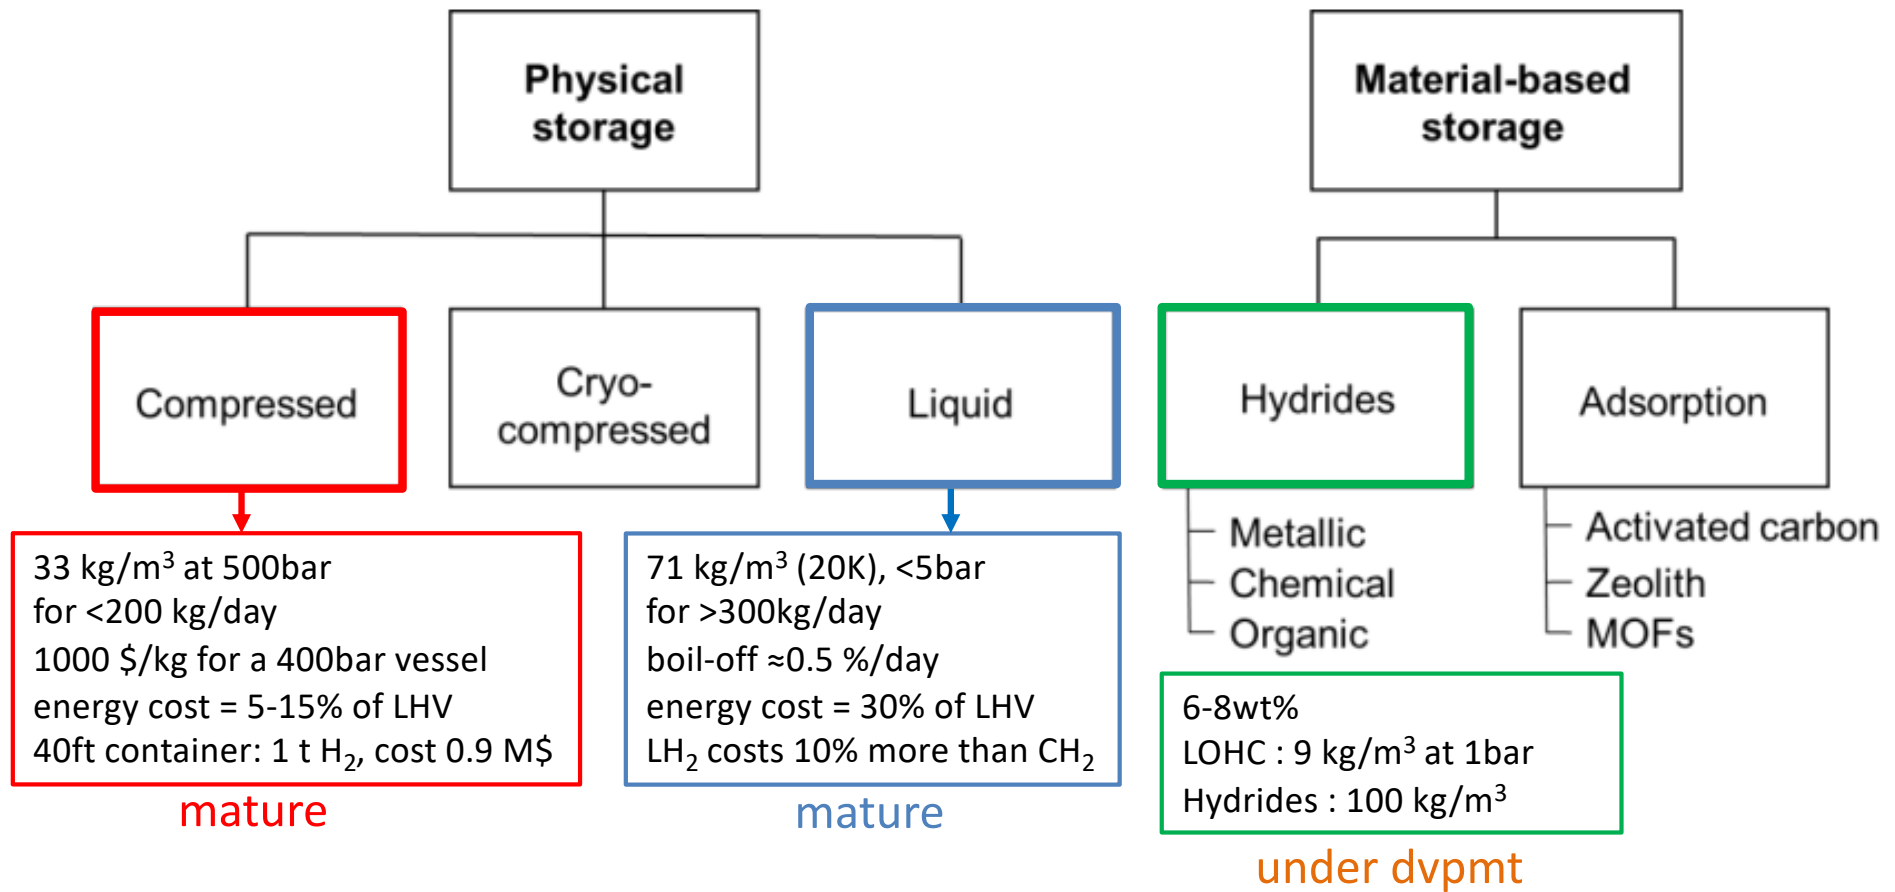 Physical
storage
Material-based
storage
Compressed
Cryo-
compressed
Liquid
Hydrides
Adsorption
33 kg/m³ at 500bar
for <200 kg/day
1000 $/kg for a 400bar vessel
energy cost = 5-15% of LHV
40ft container: 1 t H₂, cost 0.9 M$
mature
71 kg/m³ (20K), <5bar
for >300kg/day
boil-off ≈0.5 %/day
energy cost = 30% of LHV
LH₂ costs 10% more than CH₂
mature
Metallic
Chemical
Organic
Activated carbon
Zeolith
MOFs
6-8wt%
LOHC : 9 kg/m³ at 1bar
Hydrides : 100 kg/m³
under dvpmt